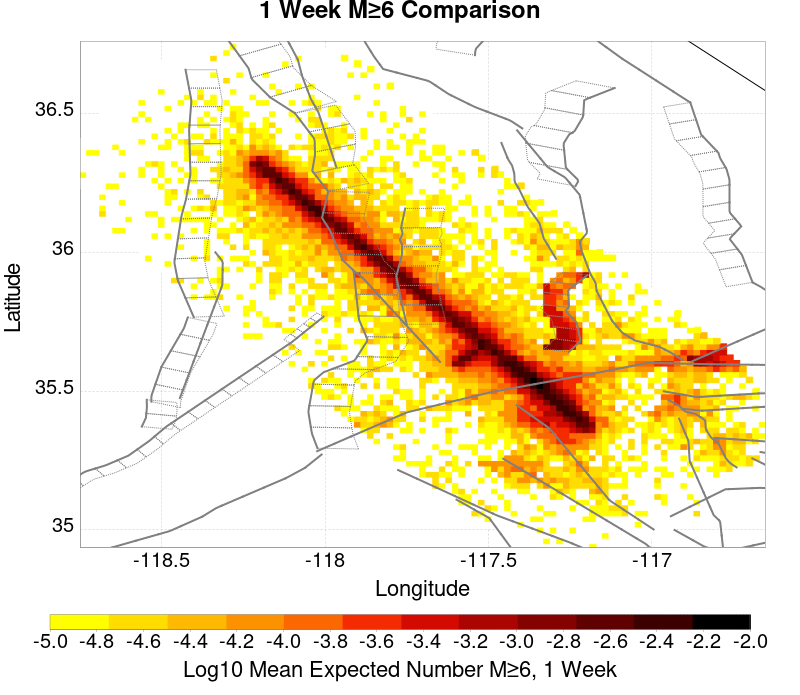 1 Week M≥6 Comparison
36.5
36
35.5
35
Latitude
-118.5 -118 -117.5 -117
Longitude
-5.0 -4.8 -4.6 -4.4 -4.2 -4.0 -3.8 -3.6 -3.4 -3.2 -3.0 -2.8 -2.6 -2.4 -2.2 -2.0
Log10 Mean Expected Number M≥6, 1 Week